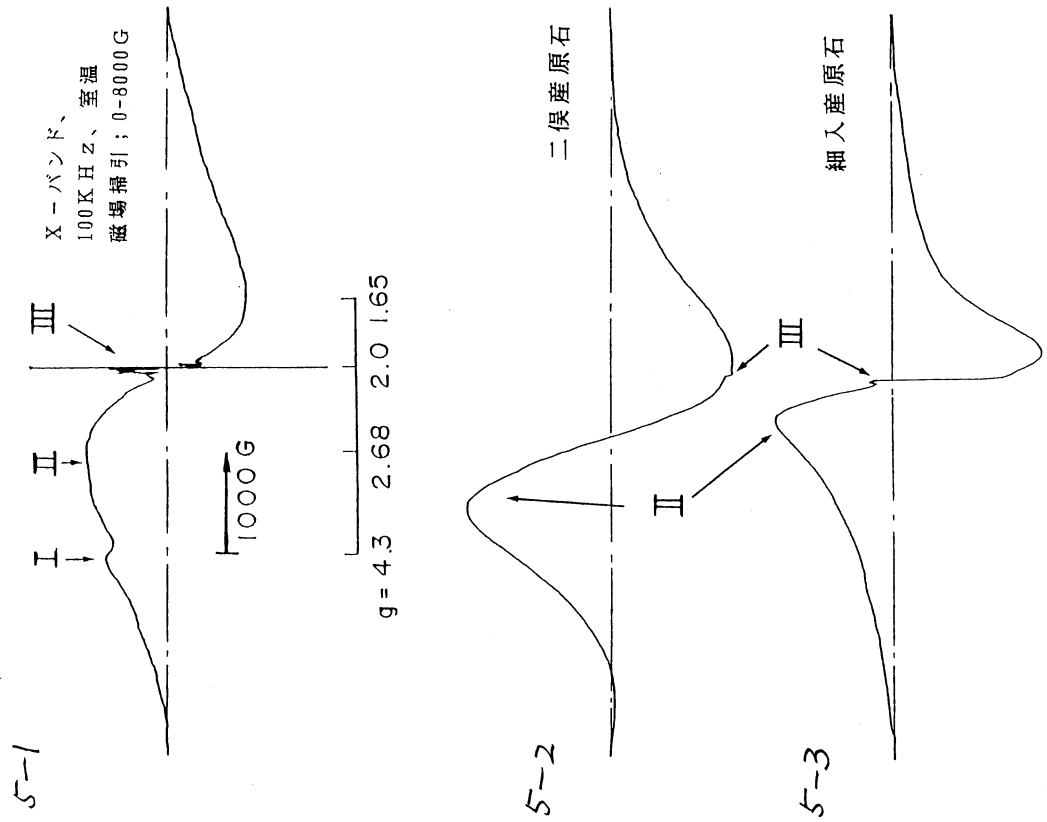 5-1
X-バンド、
100KHz、室温
磁場掃引；0-8000G
I
II
III
1000G
g = 4.3 2.68 2.0 1.65
5-2
二俣産原石
II
III
5-3
細入産原石